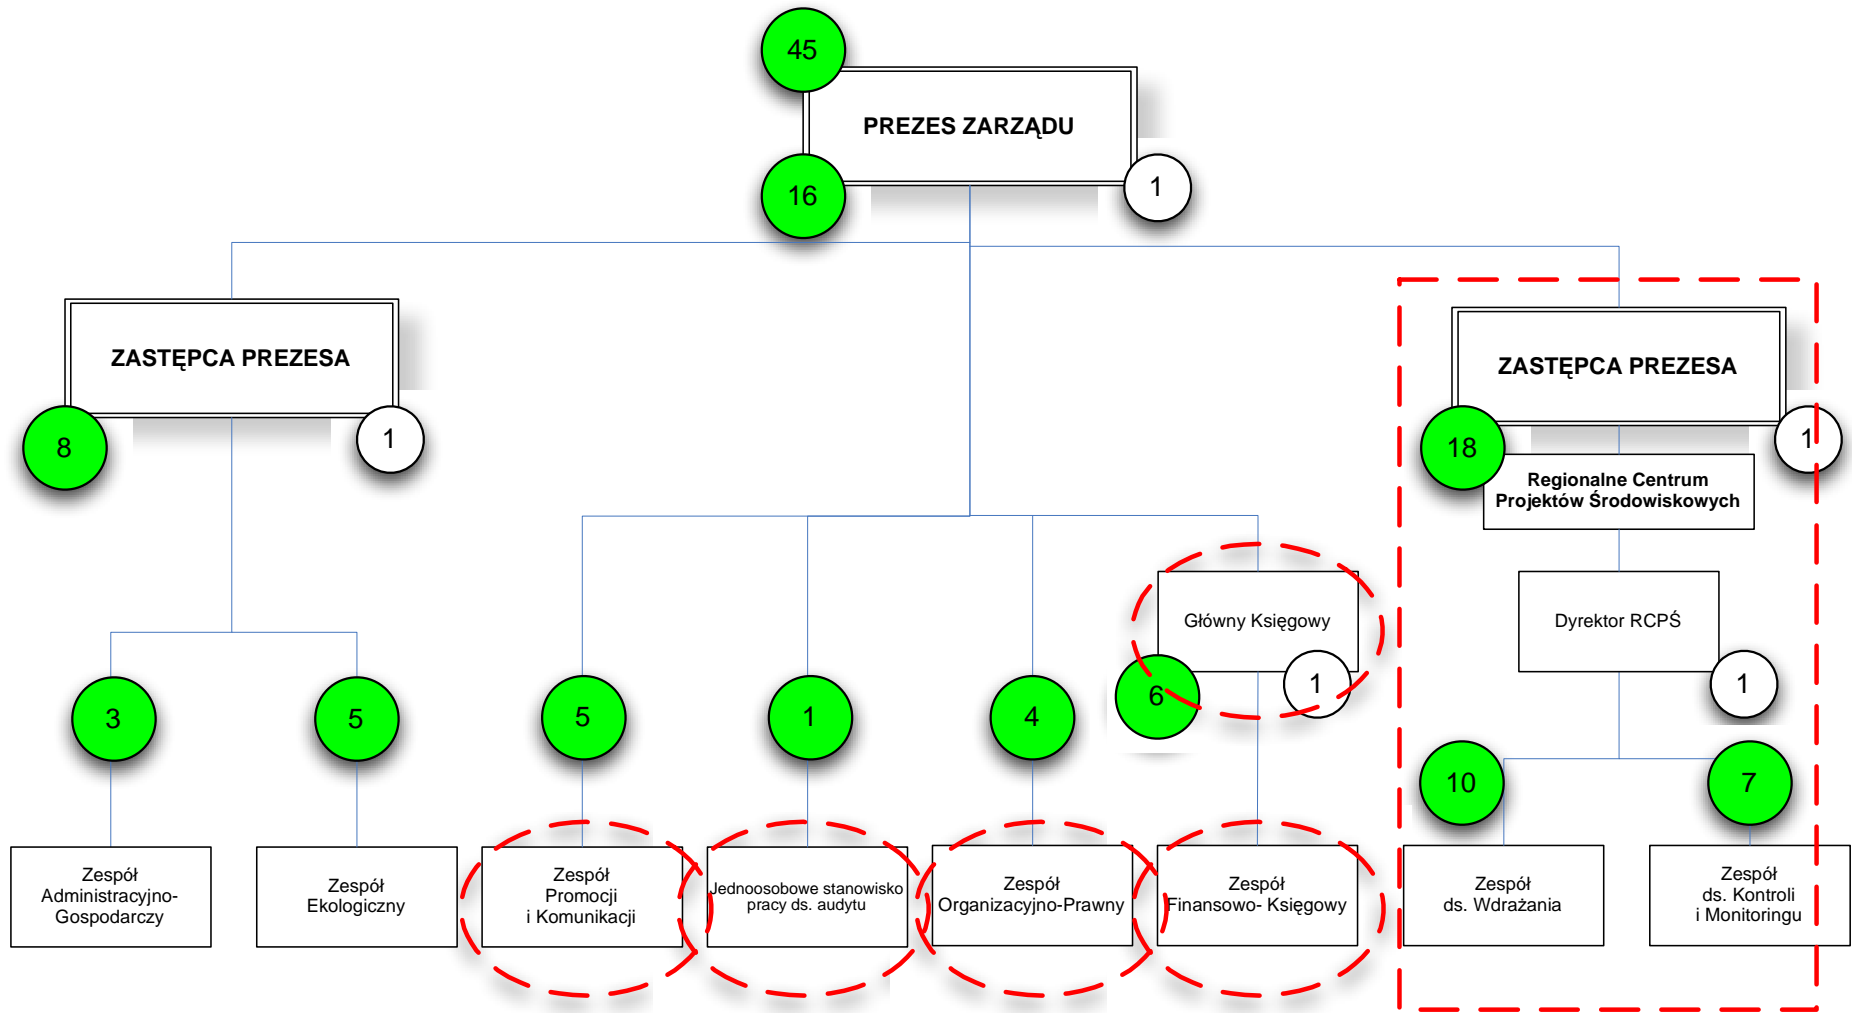 45
PREZES ZARZĄDU
16
1
ZASTĘPCA PREZESA
8
1
ZASTĘPCA PREZESA
18
1
Regionalne Centrum
Projektów Środowiskowych
Główny Księgowy
6
1
Dyrektor RCPŚ
1
3
5
5
1
4
10
7
Zespół
Administracyjno-
Gospodarczy
Zespół
Ekologiczny
Zespół
Promocji
i Komunikacji
Jednoosobowe stanowisko
pracy ds. audytu
Zespół
Organizacyjno-Prawny
Zespół
Finansowo- Księgowy
Zespół
ds. Wdrażania
Zespół
ds. Kontroli
i Monitoringu